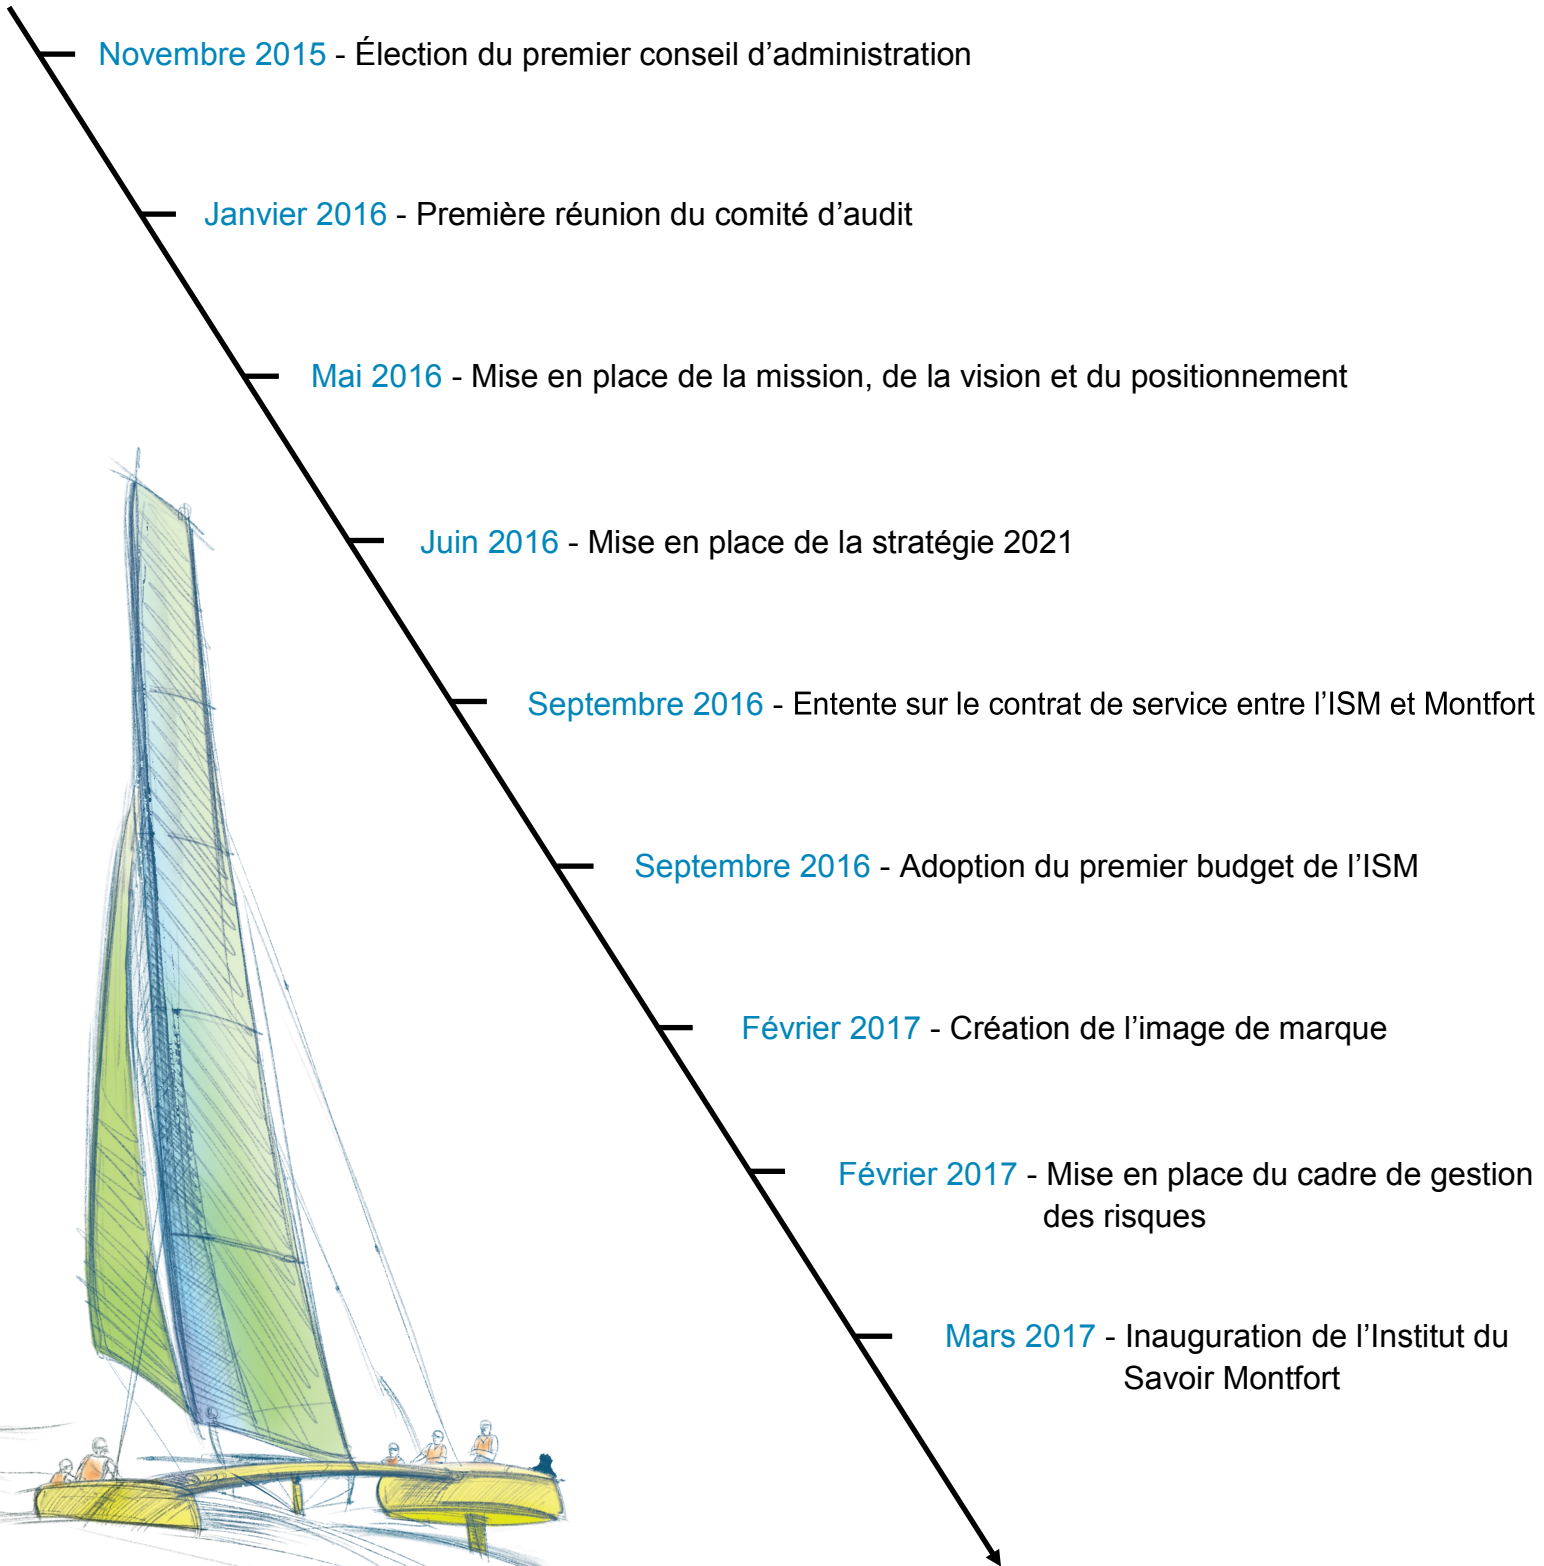 Novembre 2015 - Élection du premier conseil d’administration
Janvier 2016 - Première réunion du comité d’audit
Mai 2016 - Mise en place de la mission, de la vision et du positionnement
Juin 2016 - Mise en place de la stratégie 2021
Septembre 2016 - Entente sur le contrat de service entre l’ISM et Montfort
Septembre 2016 - Adoption du premier budget de l’ISM
Février 2017 - Création de l’image de marque
Février 2017 - Mise en place du cadre de gestion
des risques
Mars 2017 - Inauguration de l’Institut du
Savoir Montfort